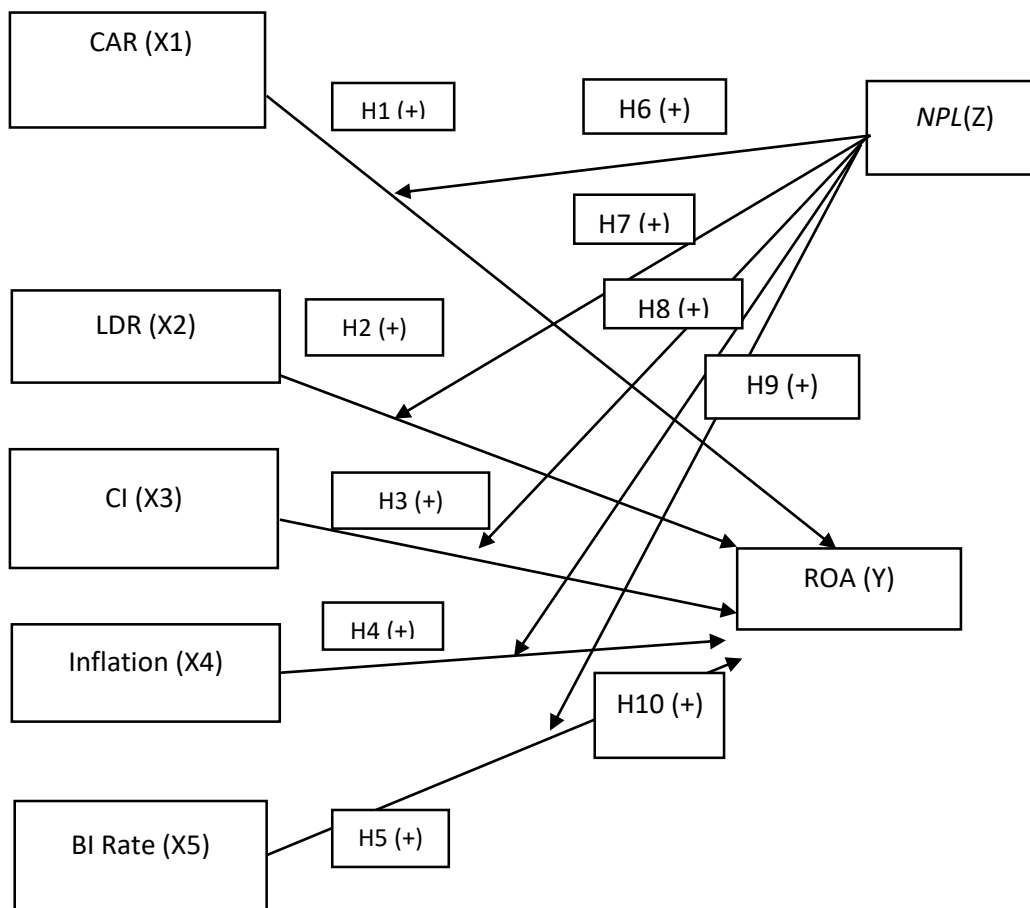 CAR (X1)
H1 (+)
H6 (+)
NPL(Z)
H7 (+)
LDR (X2)
H2 (+)
H8 (+)
H9 (+)
CI (X3)
H3 (+)
ROA (Y)
Inflation (X4)
H4 (+)
H10 (+)
BI Rate (X5)
H5 (+)